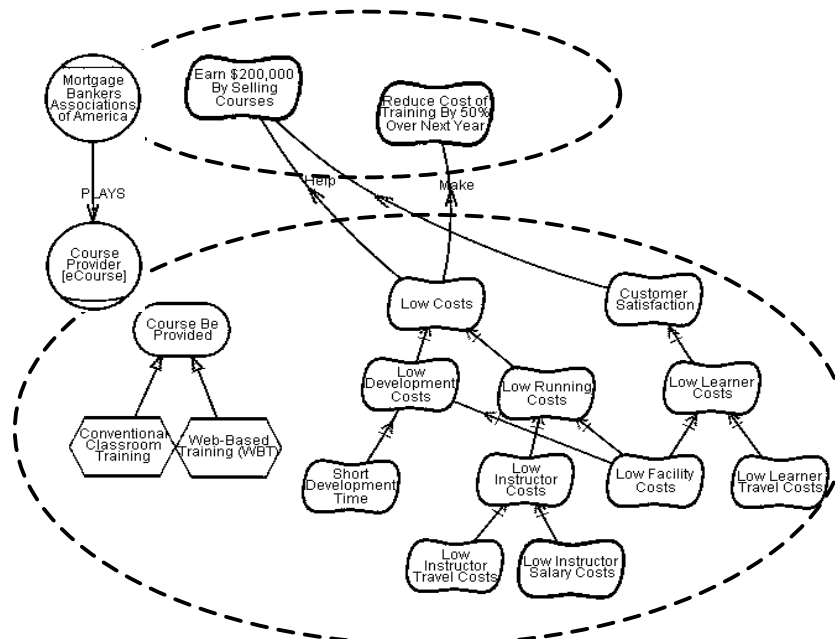 Mortgage
Bankers
Associations
of America
Earn $200,000
By Selling
Courses
Reduce Cost of
Training By 50%
Over Next Year
PLAYS
Help
Make
Course
Provider
[eCourse]
Low Costs
Customer
Satisfaction
Course Be
Provided
Low
Development
Costs
Low Running
Costs
Low Learner
Costs
Conventional
Classroom
Training
Web-Based
Training (WBT)
Short
Development
Time
Low
Instructor
Costs
Low Facility
Costs
Low Learner
Travel Costs
Low
Instructor
Travel Costs
Low Instructor
Salary Costs